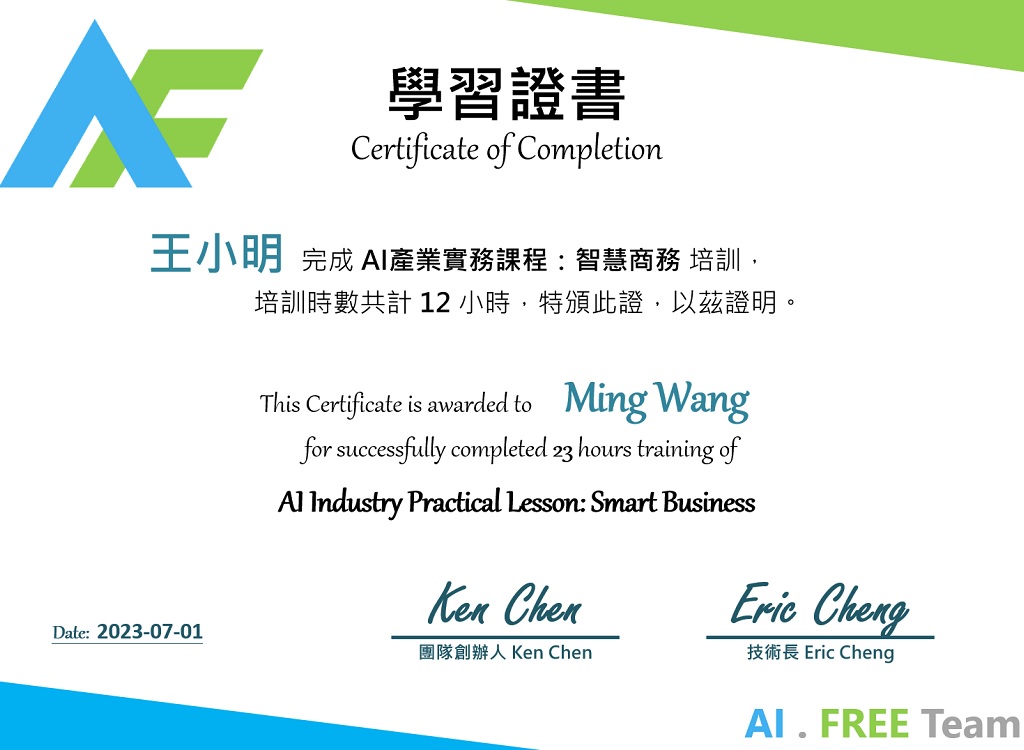 學習證書
Certificate of Completion
王小明 完成 AI產業實務課程：智慧商務 培訓，
培訓時數共計 12 小時，特頒此證，以茲證明。
This Certificate is awarded to Ming Wang
for successfully completed 23 hours training of
AI Industry Practical Lesson: Smart Business
Ken Chen
Eric Cheng
Date: 2023-07-01
團隊創辦人 Ken Chen
技術長 Eric Cheng
AI . FREE Team